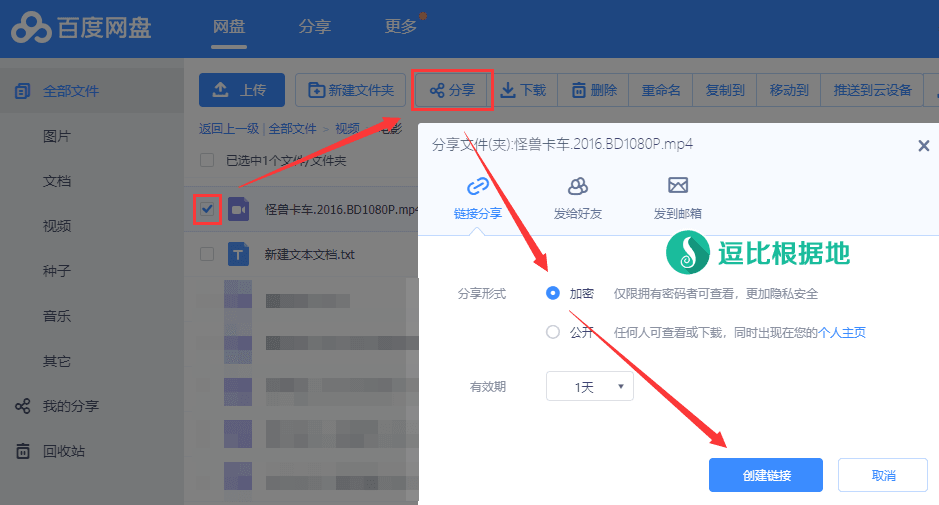 百度网盘 网盘 分享 更多
全部文件 上传 新建文件夹 分享 下载 删除 重命名 复制到 移动到 推送到云设备
返回上一级 | 全部文件 > 视频 > 电影
已选中1个文件/文件夹
怪兽卡车.2016.BD1080P.mp4
新建文本文档.txt
图片
文档
视频
种子
音乐
其它
我的分享
回收站
分享文件(夹):怪兽卡车.2016.BD1080P.mp4
链接分享 发给好友 发到邮箱
逗比根据地
分享形式 加密 仅限拥有密码者可查看，更加隐私安全
公开 任何人可查看或下载，同时出现在您的个人主页
有效期 1天
创建链接 取消